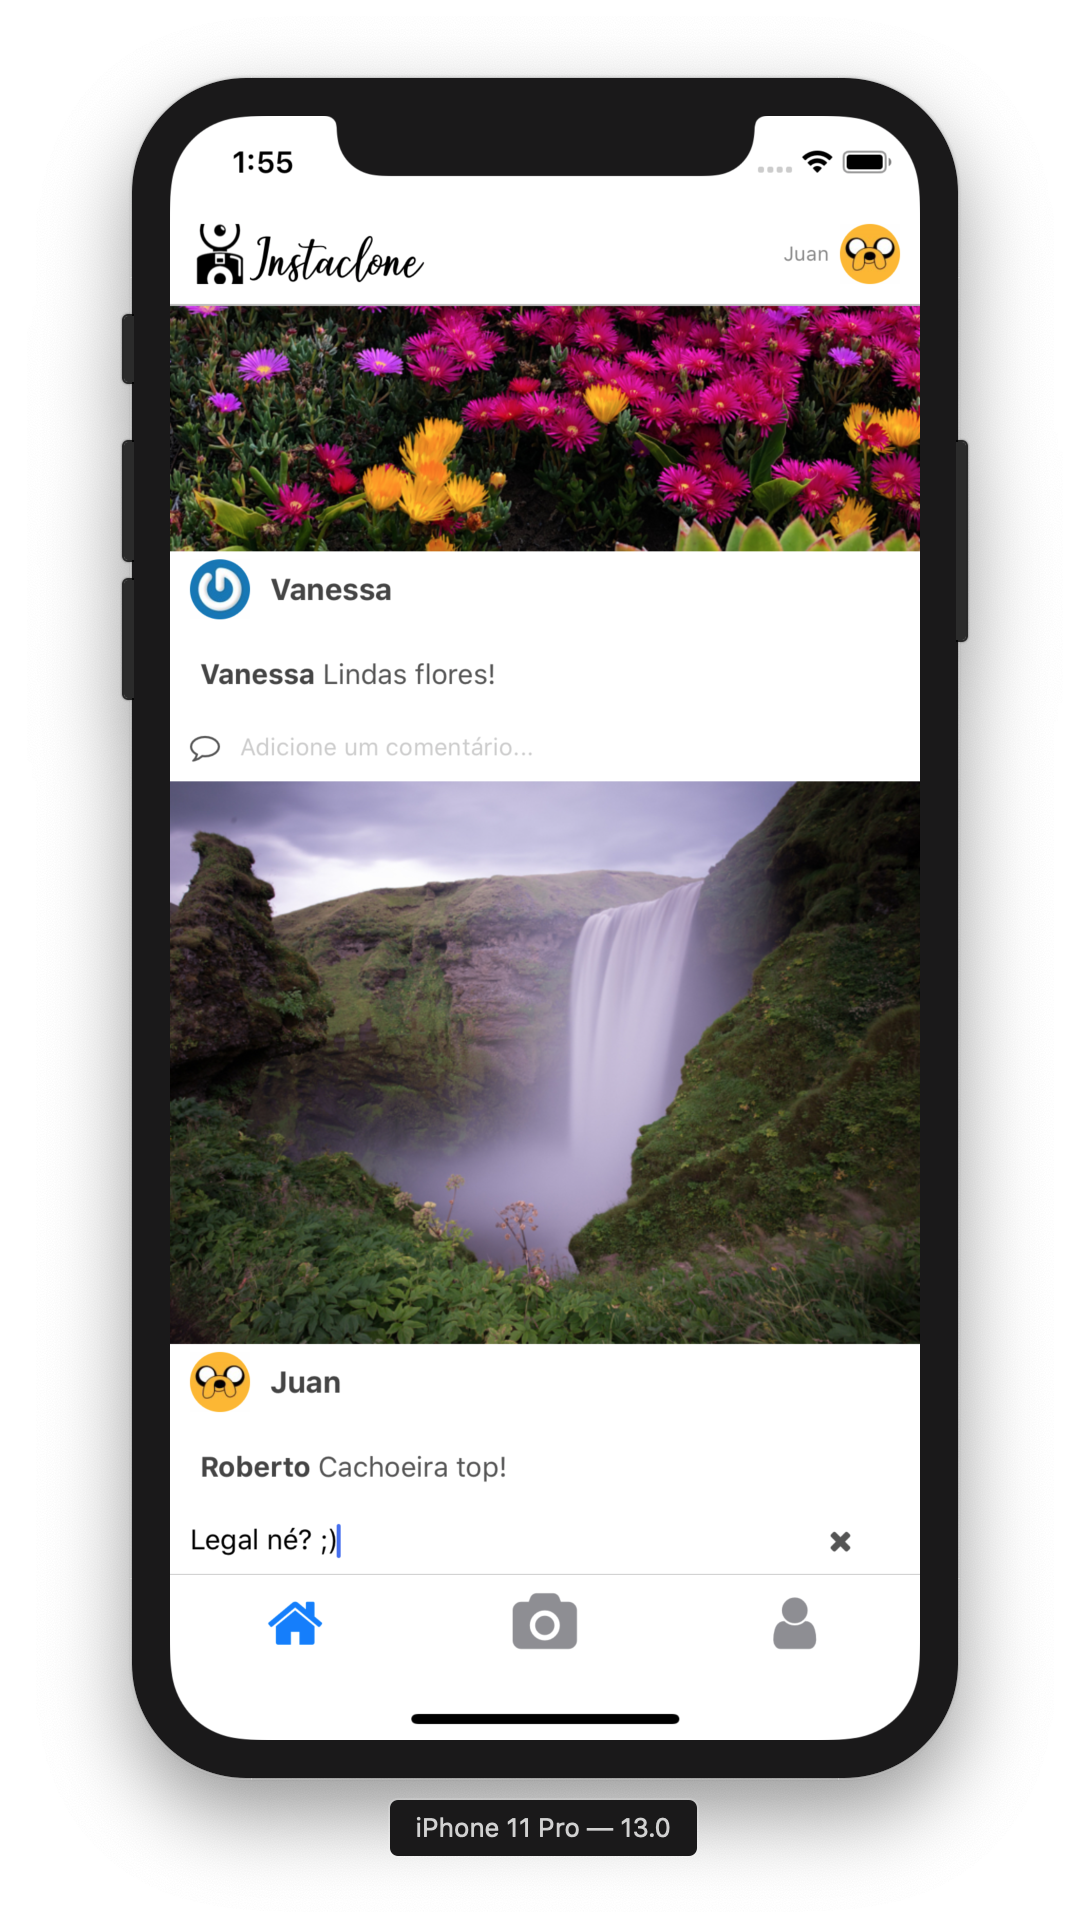 1:55
Instaclone
Juan
Vanessa
Vanessa Lindas flores!
Adicione um comentário...
Juan
Roberto Cachoeira top!
Legal né? ;)
iPhone 11 Pro — 13.0